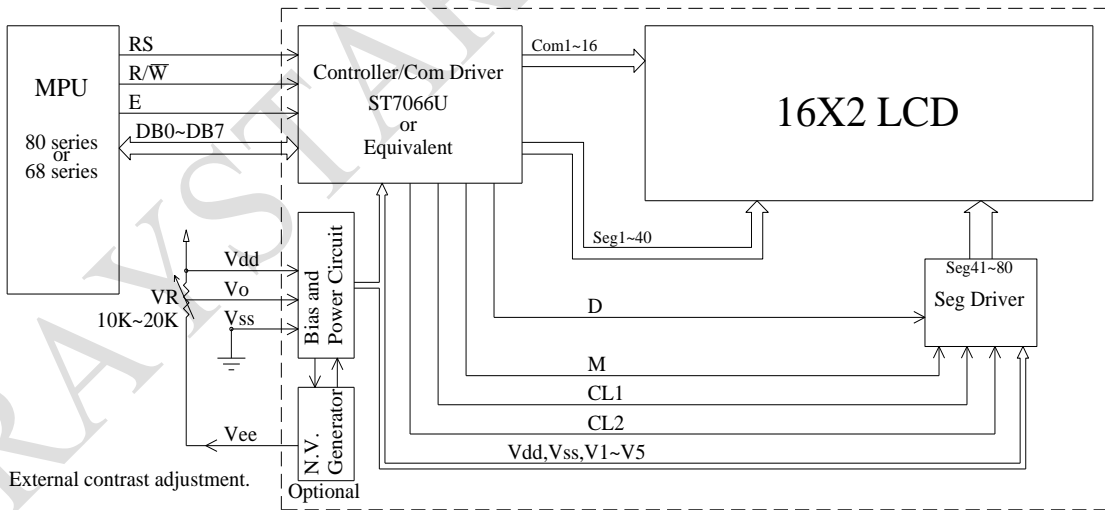 MPU
80 series
or
68 series
RS
R/W̅
E
DB0~DB7
Controller/Com Driver
ST7066U
or
Equivalent
Com1~16
16X2 LCD
Seg1~40
Seg41~80
Seg Driver
Vdd
Vo
Vss
VR
10K~20K
Bias and
Power Circuit
D
M
CL1
CL2
Vdd,Vss,V1~V5
Vee
N.V.
Generator
Optional
External contrast adjustment.
RAYSTAR